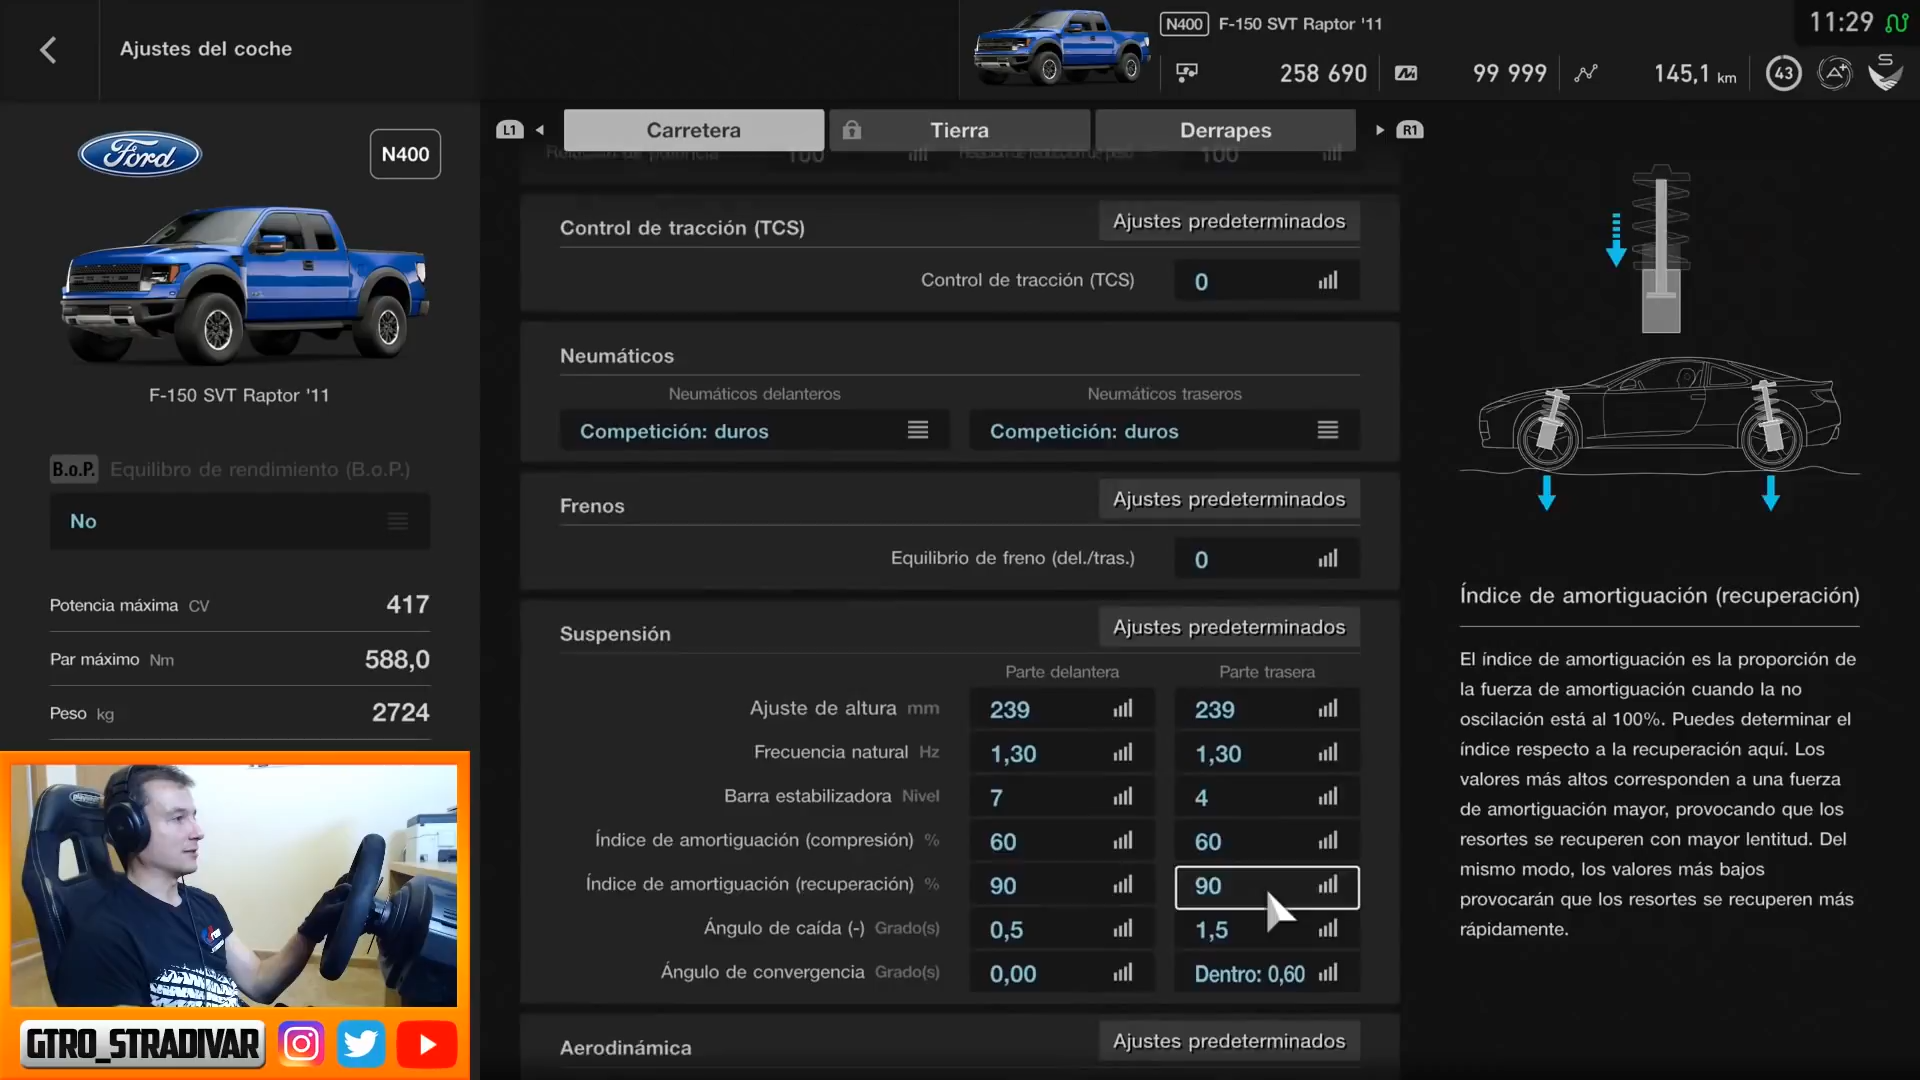 Ajustes del coche
N400 F-150 SVT Raptor '11
11:29
258 690
99 999
145,1 km
43
A+
S
Ford
N400
F-150 SVT Raptor '11
B.o.P. Equilibro de rendimiento (B.o.P.)
No
Potencia máxima CV 417
Par máximo Nm 588,0
Peso kg 2724
GTRO_STRADIVAR
L1 Carretera Tierra Derrapes R1
100 100
Control de tracción (TCS) Ajustes predeterminados
Control de tracción (TCS) 0
Neumáticos
Neumáticos delanteros Neumáticos traseros
Competición: duros Competición: duros
Frenos Ajustes predeterminados
Equilibrio de freno (del./tras.) 0
Suspensión Ajustes predeterminados
Parte delantera Parte trasera
Ajuste de altura mm 239 239
Frecuencia natural Hz 1,30 1,30
Barra estabilizadora Nivel 7 4
Índice de amortiguación (compresión) % 60 60
Índice de amortiguación (recuperación) % 90 90
Ángulo de caída (-) Grado(s) 0,5 1,5
Ángulo de convergencia Grado(s) 0,00 Dentro: 0,60
Aerodinámica Ajustes predeterminados
Índice de amortiguación (recuperación)
El índice de amortiguación es la proporción de
la fuerza de amortiguación cuando la no
oscilación está al 100%. Puedes determinar el
índice respecto a la recuperación aquí. Los
valores más altos corresponden a una fuerza
de amortiguación mayor, provocando que los
resortes se recuperen con mayor lentitud. Del
mismo modo, los valores más bajos
provocarán que los resortes se recuperen más
rápidamente.